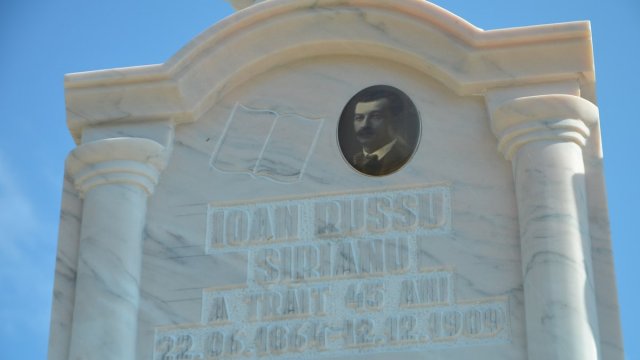 IOAN RUSSU
SIRIANU
A TRAIT 45 ANI
22.06.1864-12.12.1909